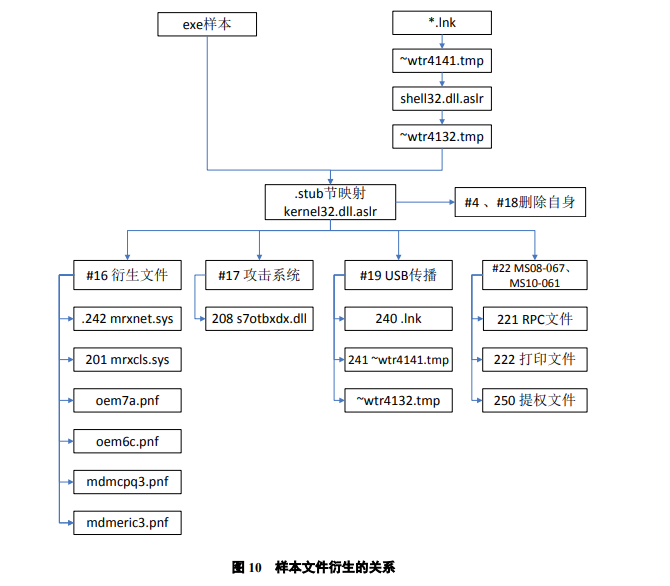 exe样本
*.lnk
~wtr4141.tmp
shell32.dll.aslr
~wtr4132.tmp
.stub节映射
kernel32.dll.aslr
#4 、#18删除自身
#16 衍生文件
#17 攻击系统
#19 USB传播
#22 MS08-067、
MS10-061
.242 mrxnet.sys
208 s7otbxdx.dll
240 .lnk
221 RPC文件
201 mrxcls.sys
241 ~wtr4141.tmp
222 打印文件
oem7a.pnf
~wtr4132.tmp
250 提权文件
oem6c.pnf
mdmcpq3.pnf
mdmeric3.pnf
图 10 样本文件衍生的关系